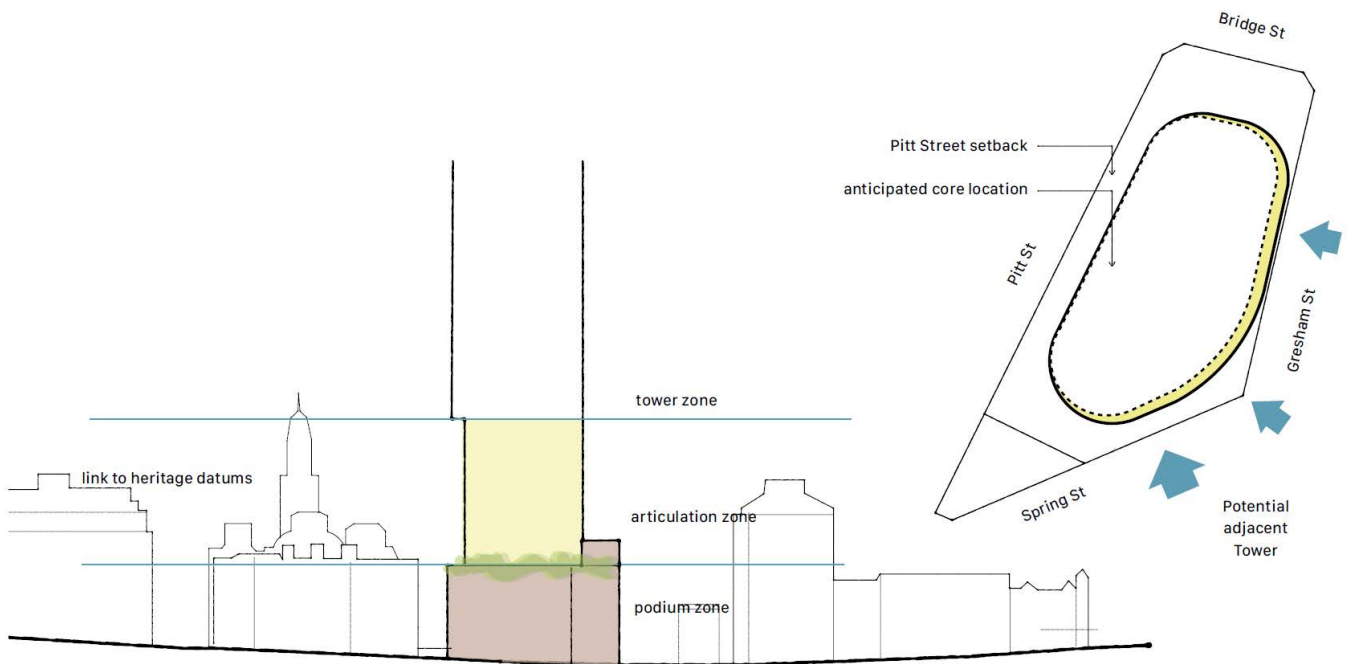 Bridge St
Pitt Street setback
anticipated core location
Pitt St
Gresham St
tower zone
link to heritage datums
articulation zone
Spring St
Potential
adjacent
Tower
podium zone